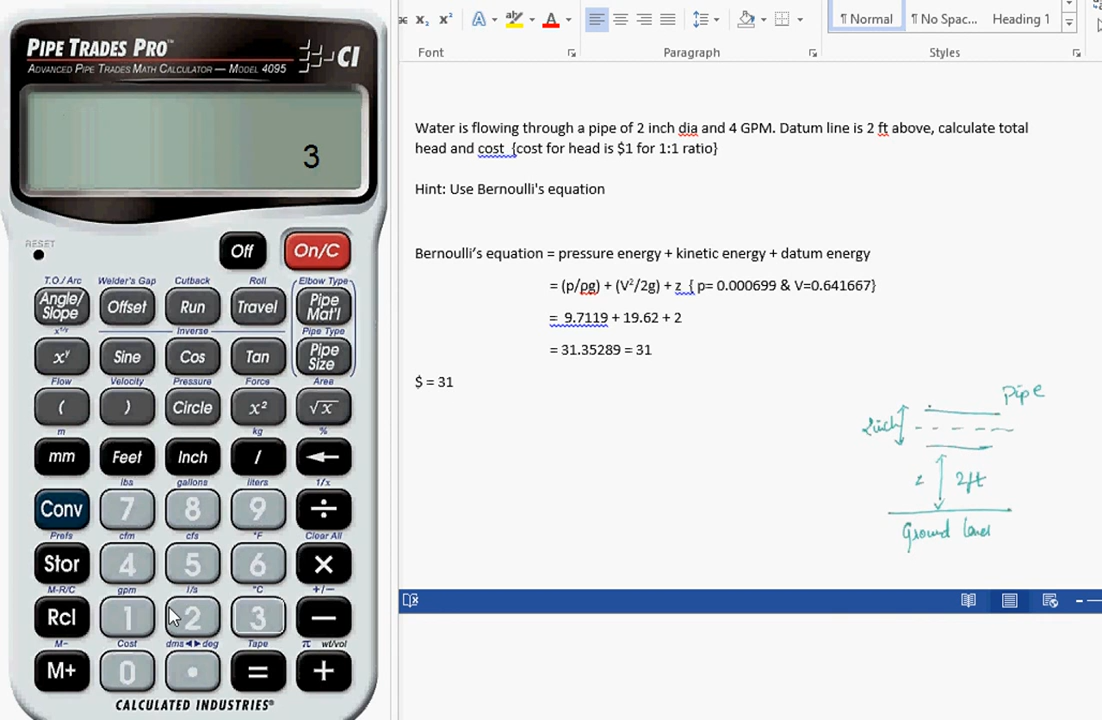 PIPE TRADES PRO™
ADVANCED PIPE TRADES MATH CALCULATOR — MODEL 4095
CI
3
RESET
Off On/C
T.O./Arc Welder's Gap Cutback Roll Elbow Type
Angle/Slope Offset Run Travel Pipe Mat'l
Inverse Pipe Type
xʸ Sine Cos Tan Pipe Size
Flow Velocity Pressure Force Area
( ) Circle x² √x
m kg %
mm Feet Inch / ←
lbs gallons liters 1/x
Conv 7 8 9 ÷
Prefs cfm cfs °F Clear All
Stor 4 5 6 ×
M-R/C gpm l/s °C +/−
Rcl 1 2 3 −
M− Cost dms◄►deg Tape π wt/vol
M+ 0 • = +
CALCULATED INDUSTRIES®
x₂ x² A aby A ¶ Normal ¶ No Spac... Heading 1
Font Paragraph Styles
Water is flowing through a pipe of 2 inch dia and 4 GPM. Datum line is 2 ft above, calculate total
head and cost {cost for head is $1 for 1:1 ratio}
Hint: Use Bernoulli's equation
Bernoulli's equation = pressure energy + kinetic energy + datum energy
= (p/ρg) + (V²/2g) + z { p= 0.000699 & V=0.641667}
= 9.7119 + 19.62 + 2
= 31.35289 = 31
$ = 31
Pipe
2inch
z 2ft
Ground level